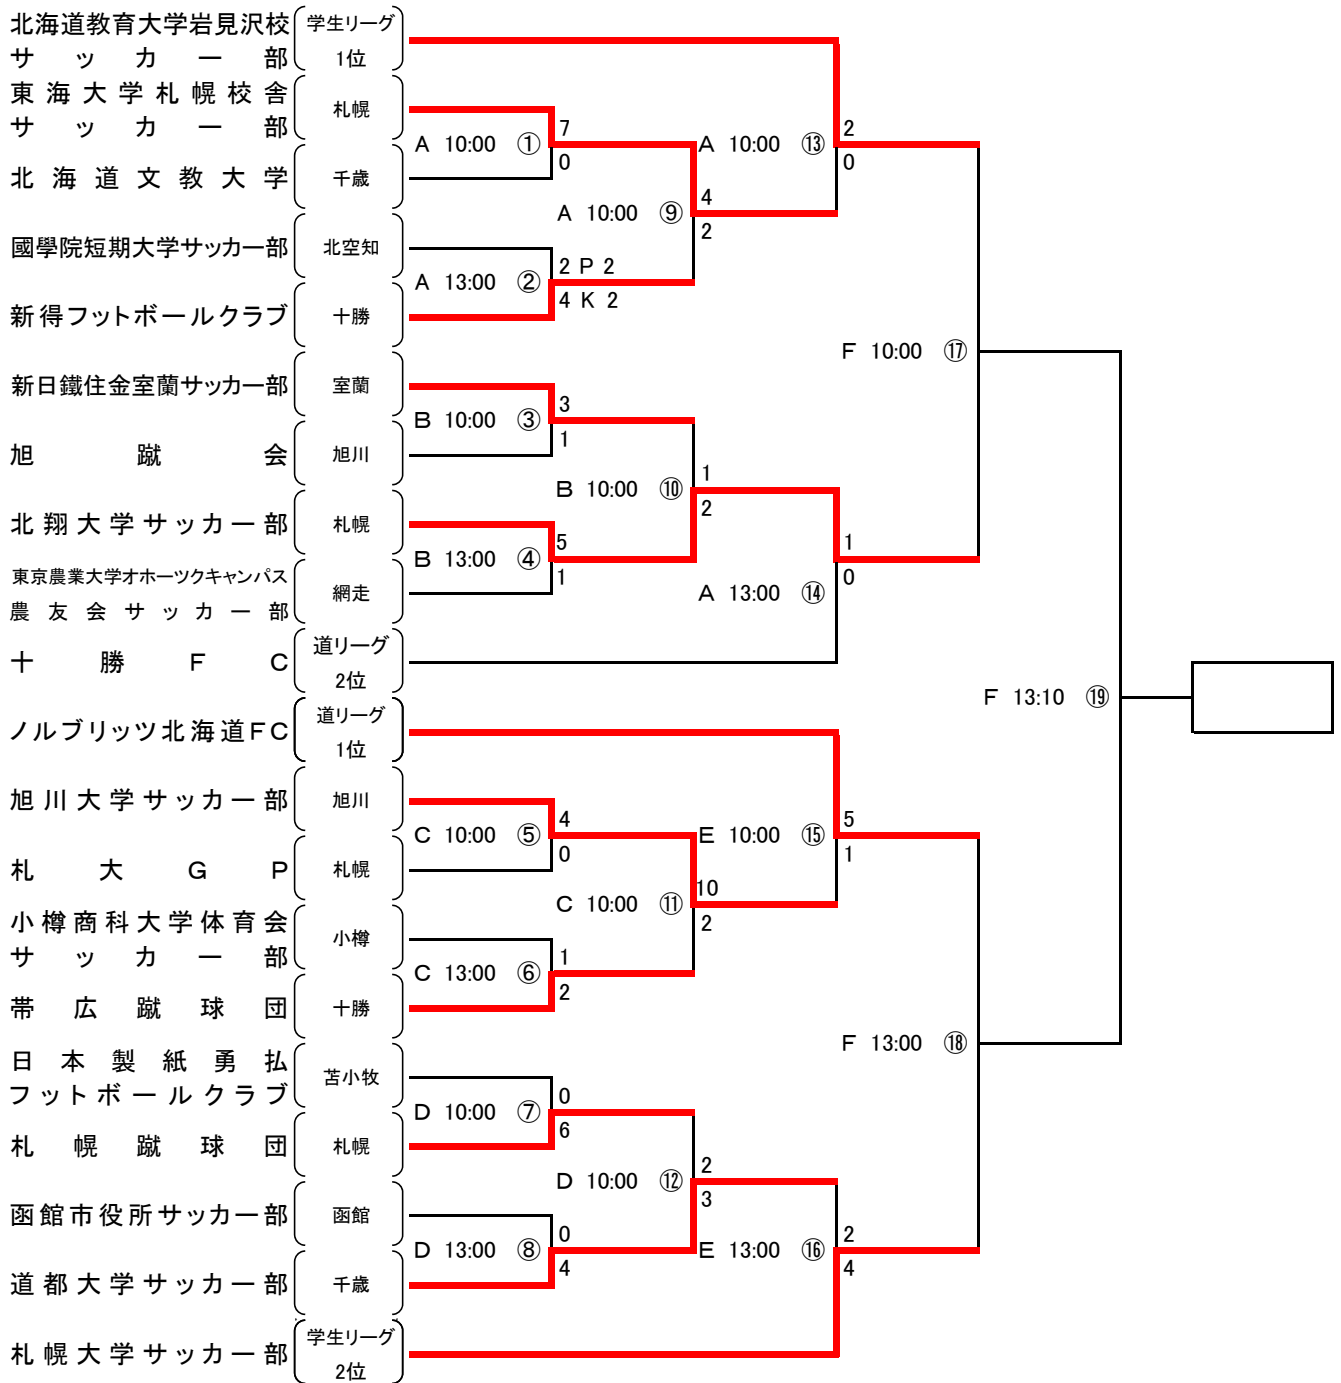 北海道教育大学岩見沢校 学生リーグ
サッカー部 1位
東海大学札幌校舎
サッカー部 札幌
7
A 10:00 ① A 10:00 ⑬ 2
0 0
北海道文教大学 千歳
4
A 10:00 ⑨
2
國學院短期大学サッカー部 北空知
2 P 2
A 13:00 ②
4 K 2
新得フットボールクラブ 十勝
F 10:00 ⑰
新日鐵住金室蘭サッカー部 室蘭
3
B 10:00 ③
1
旭蹴会 旭川
1
B 10:00 ⑩
2
北翔大学サッカー部 札幌
5 1
B 13:00 ④
1 0
東京農業大学オホーツクキャンパス
農友会サッカー部 網走
A 13:00 ⑭
十勝FC 道リーグ
2位
F 13:10 ⑲
ノルブリッツ北海道FC 道リーグ
1位
旭川大学サッカー部 旭川
4 5
C 10:00 ⑤ E 10:00 ⑮
0 1
札大GP 札幌
10
C 10:00 ⑪
2
小樽商科大学体育会
サッカー部 小樽
1
C 13:00 ⑥
2
帯広蹴球団 十勝
F 13:00 ⑱
日本製紙勇払
フットボールクラブ 苫小牧
0
D 10:00 ⑦
6
札幌蹴球団 札幌
2
D 10:00 ⑫
3
函館市役所サッカー部 函館
0 2
D 13:00 ⑧ E 13:00 ⑯
4 4
道都大学サッカー部 千歳
札幌大学サッカー部 学生リーグ
2位